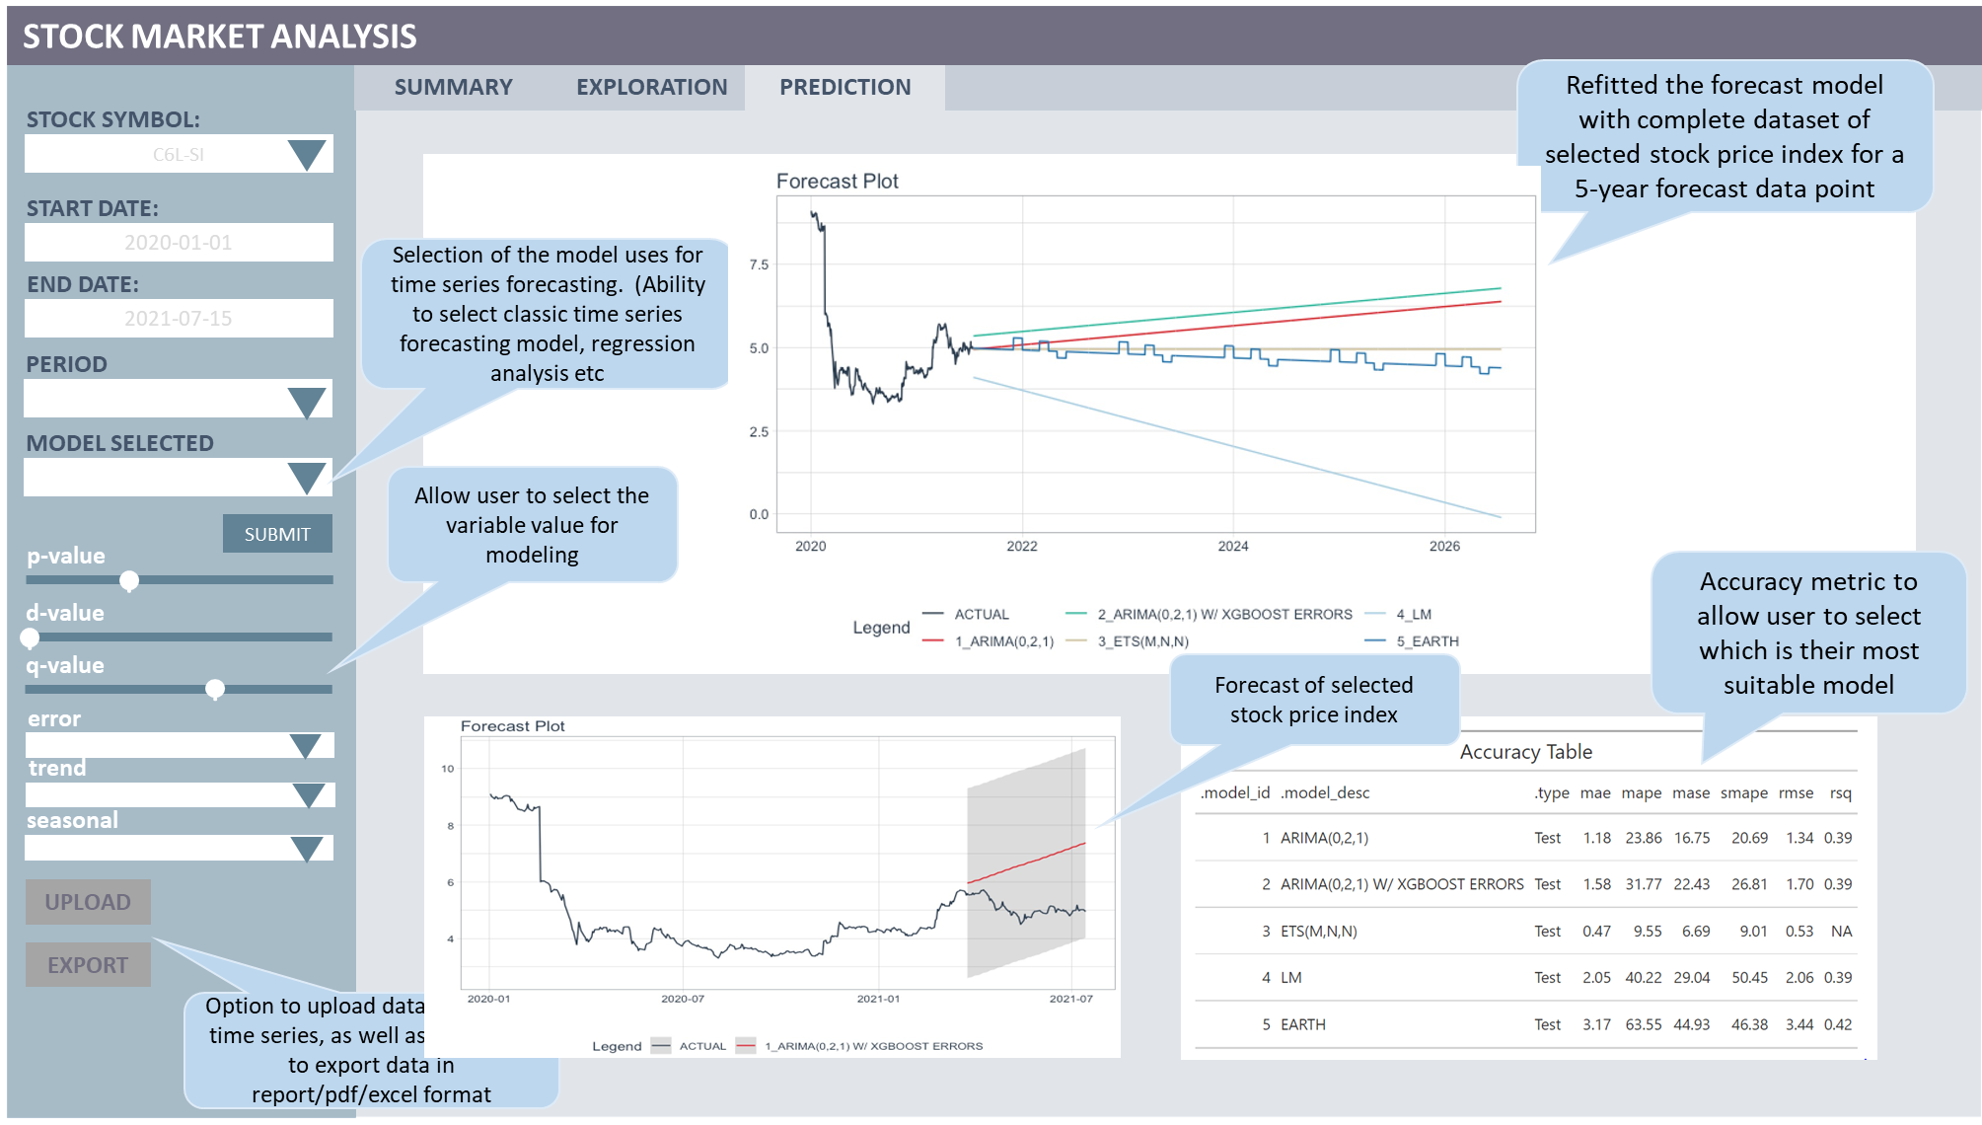 STOCK MARKET ANALYSIS
SUMMARY
EXPLORATION
PREDICTION
STOCK SYMBOL:
C6L-SI
START DATE:
2020-01-01
END DATE:
2021-07-15
PERIOD
MODEL SELECTED
SUBMIT
p-value
d-value
q-value
error
trend
seasonal
UPLOAD
EXPORT
Option to upload data
time series, as well as
to export data in
report/pdf/excel format
Selection of the model uses for
time series forecasting. (Ability
to select classic time series
forecasting model, regression
analysis etc
Allow user to select the
variable value for
modeling
Refitted the forecast model
with complete dataset of
selected stock price index for a
5-year forecast data point
Forecast Plot
7.5
5.0
2.5
0.0
2020 2022 2024 2026
Legend
ACTUAL 2_ARIMA(0,2,1) W/ XGBOOST ERRORS 4_LM
1_ARIMA(0,2,1) 3_ETS(M,N,N) 5_EARTH
Accuracy metric to
allow user to select
which is their most
suitable model
Forecast of selected
stock price index
Forecast Plot
10
8
6
4
2020-01 2020-07 2021-01 2021-07
Legend ACTUAL 1_ARIMA(0,2,1) W/ XGBOOST ERRORS
Accuracy Table
.model_id .model_desc .type mae mape mase smape rmse rsq
1 ARIMA(0,2,1) Test 1.18 23.86 16.75 20.69 1.34 0.39
2 ARIMA(0,2,1) W/ XGBOOST ERRORS Test 1.58 31.77 22.43 26.81 1.70 0.39
3 ETS(M,N,N) Test 0.47 9.55 6.69 9.01 0.53 NA
4 LM Test 2.05 40.22 29.04 50.45 2.06 0.39
5 EARTH Test 3.17 63.55 44.93 46.38 3.44 0.42